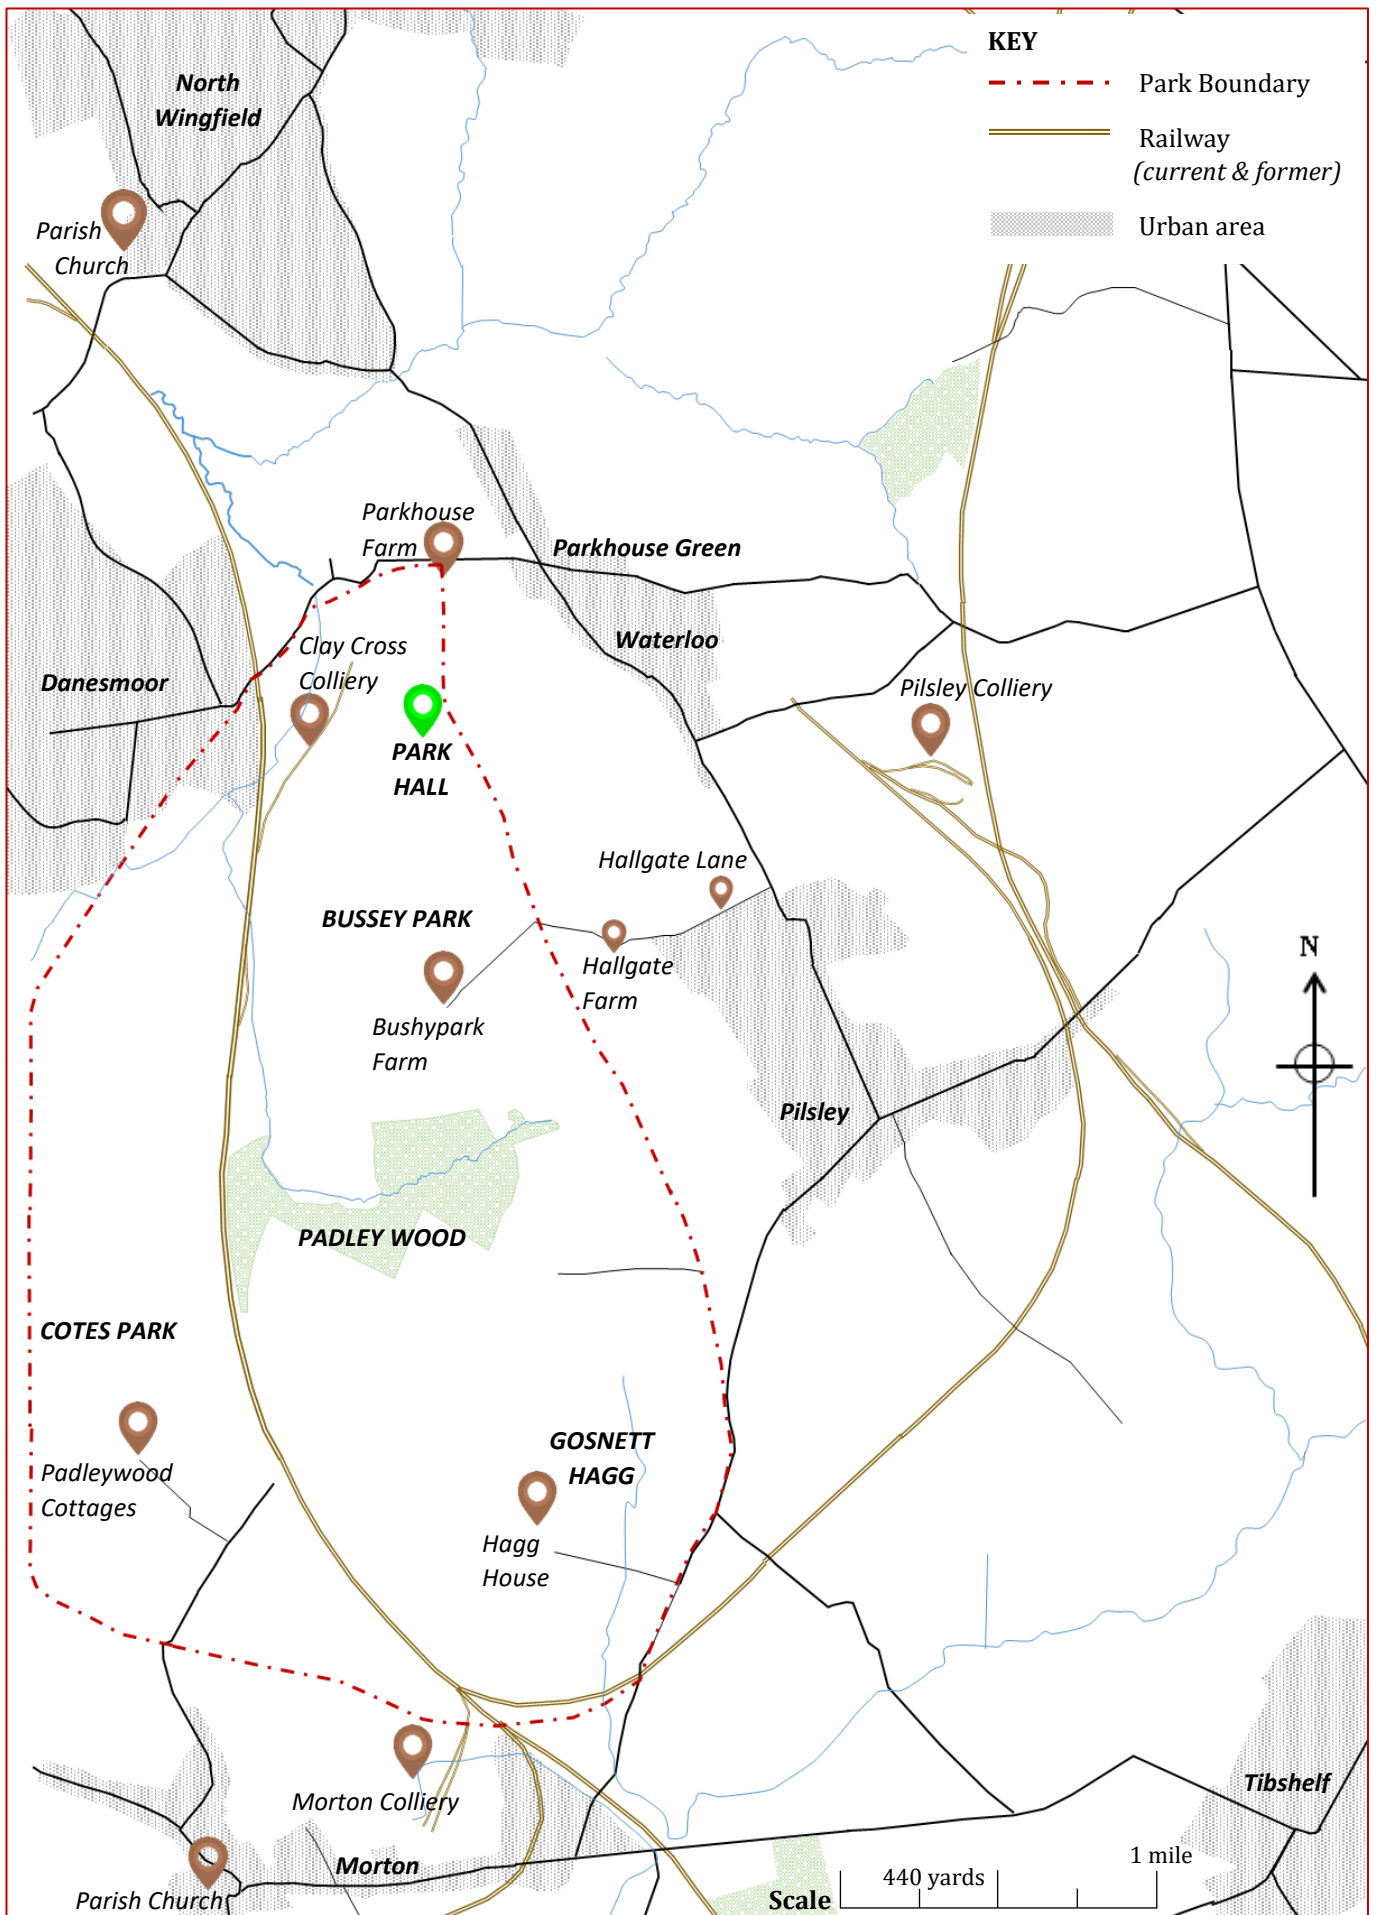 KEY
North
Wingfield
Park Boundary
Railway
(current & former)
Parish
Church
Urban area
Parkhouse
Farm
Parkhouse Green
Clay Cross
Colliery
Waterloo
Danesmoor
Pilsley Colliery
PARK
HALL
Hallgate Lane
BUSSEY PARK
Hallgate
Farm
N
Bushypark
Farm
Pilsley
PADLEY WOOD
COTES PARK
GOSNETT
HAGG
Padleywood
Cottages
Hagg
House
Tibshelf
Morton Colliery
Morton
Parish Church
Scale
440 yards
1 mile